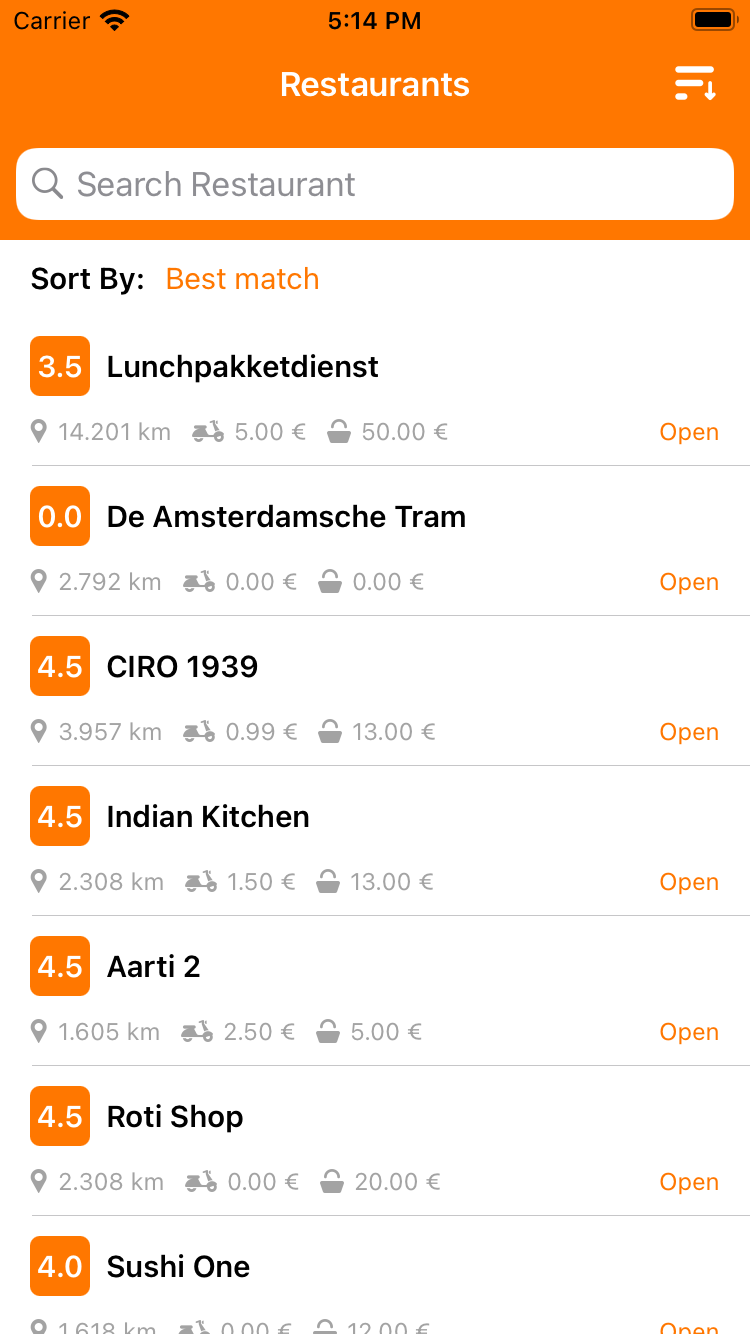 Carrier 5:14 PM
Restaurants
Search Restaurant
Sort By: Best match
3.5 Lunchpakketdienst
14.201 km 5.00 € 50.00 € Open
0.0 De Amsterdamsche Tram
2.792 km 0.00 € 0.00 € Open
4.5 CIRO 1939
3.957 km 0.99 € 13.00 € Open
4.5 Indian Kitchen
2.308 km 1.50 € 13.00 € Open
4.5 Aarti 2
1.605 km 2.50 € 5.00 € Open
4.5 Roti Shop
2.308 km 0.00 € 20.00 € Open
4.0 Sushi One
1.618 km 0.00 € 12.00 € Open